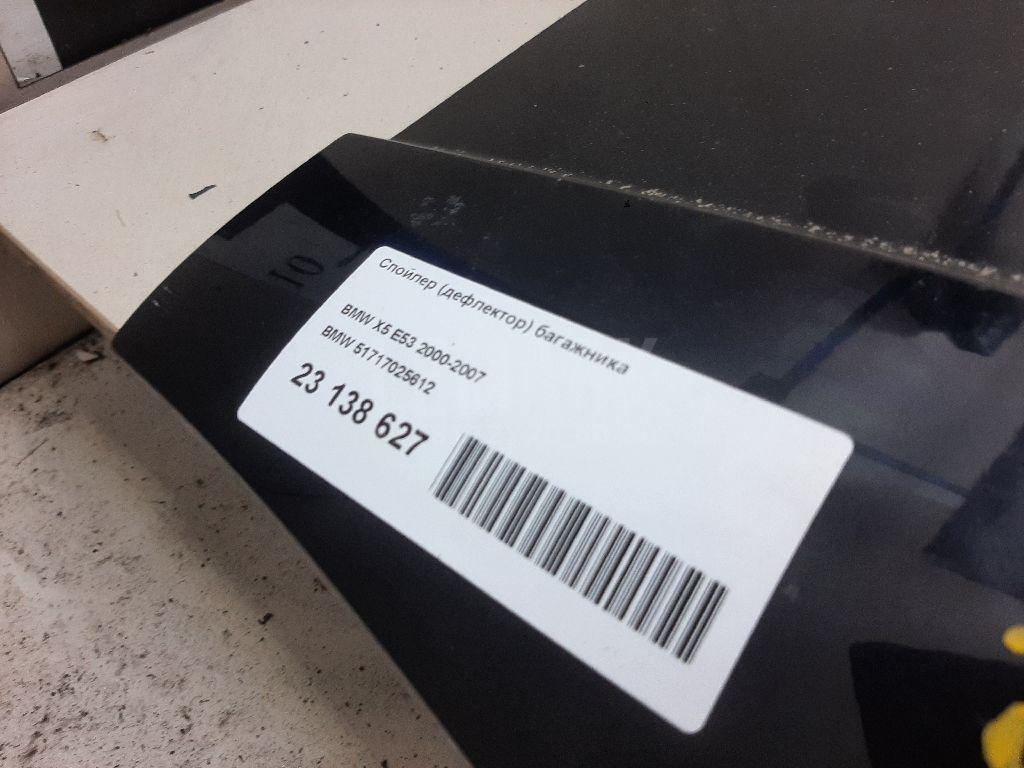 Спойлер (дефлектор) багажника
BMW X5 E53 2000-2007
BMW 51717025612
23 138 627